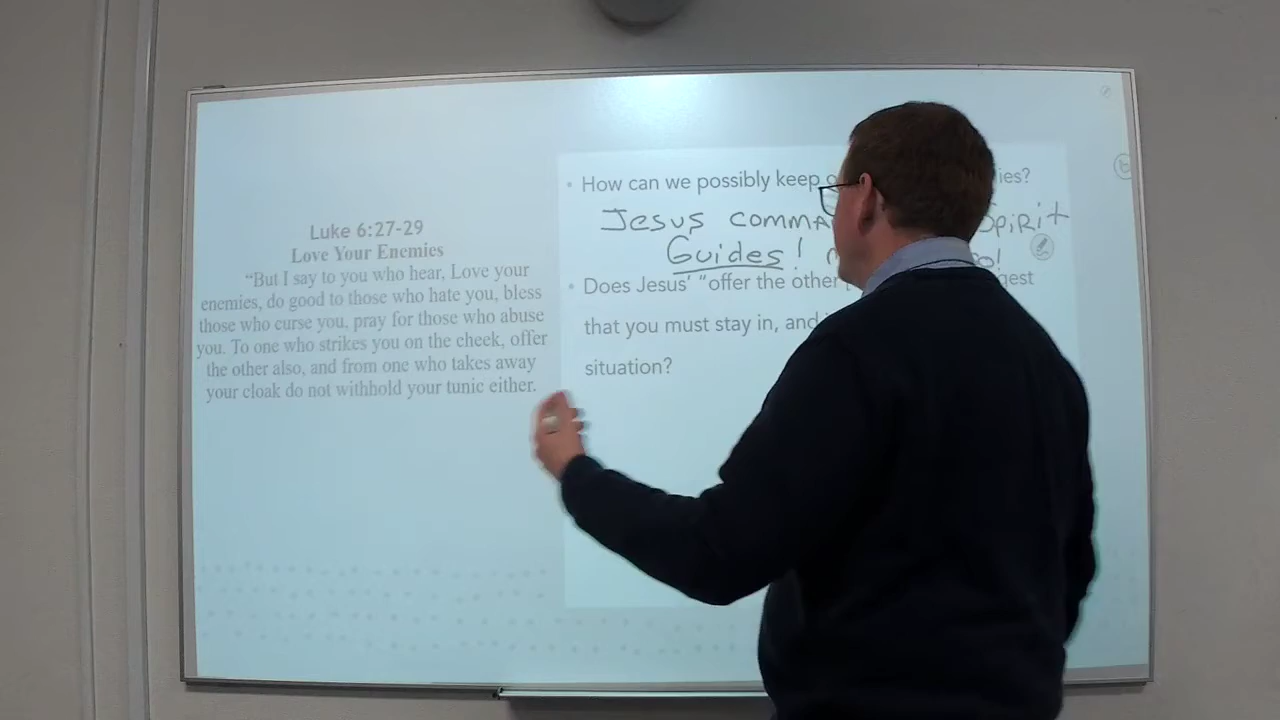 Luke 6:27-29
Love Your Enemies
“But I say to you who hear, Love your
enemies, do good to those who hate you, bless
those who curse you, pray for those who abuse
you. To one who strikes you on the cheek, offer
the other also, and from one who takes away
your cloak do not withhold your tunic either.
• How can we possibly keep
Jesus Spirit
Guides!
• Does Jesus’ “offer the other
that you must stay in, and
situation?